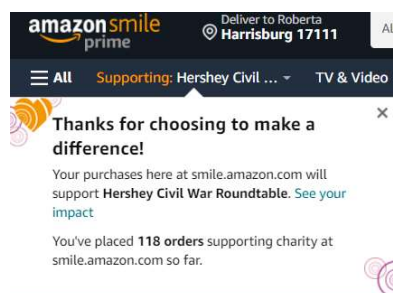 amazon smile
prime
Deliver to Roberta
Harrisburg 17111
Al
All Supporting: Hershey Civil ... TV & Video
Thanks for choosing to make a
difference!
Your purchases here at smile.amazon.com will
support Hershey Civil War Roundtable. See your
impact
You've placed 118 orders supporting charity at
smile.amazon.com so far.